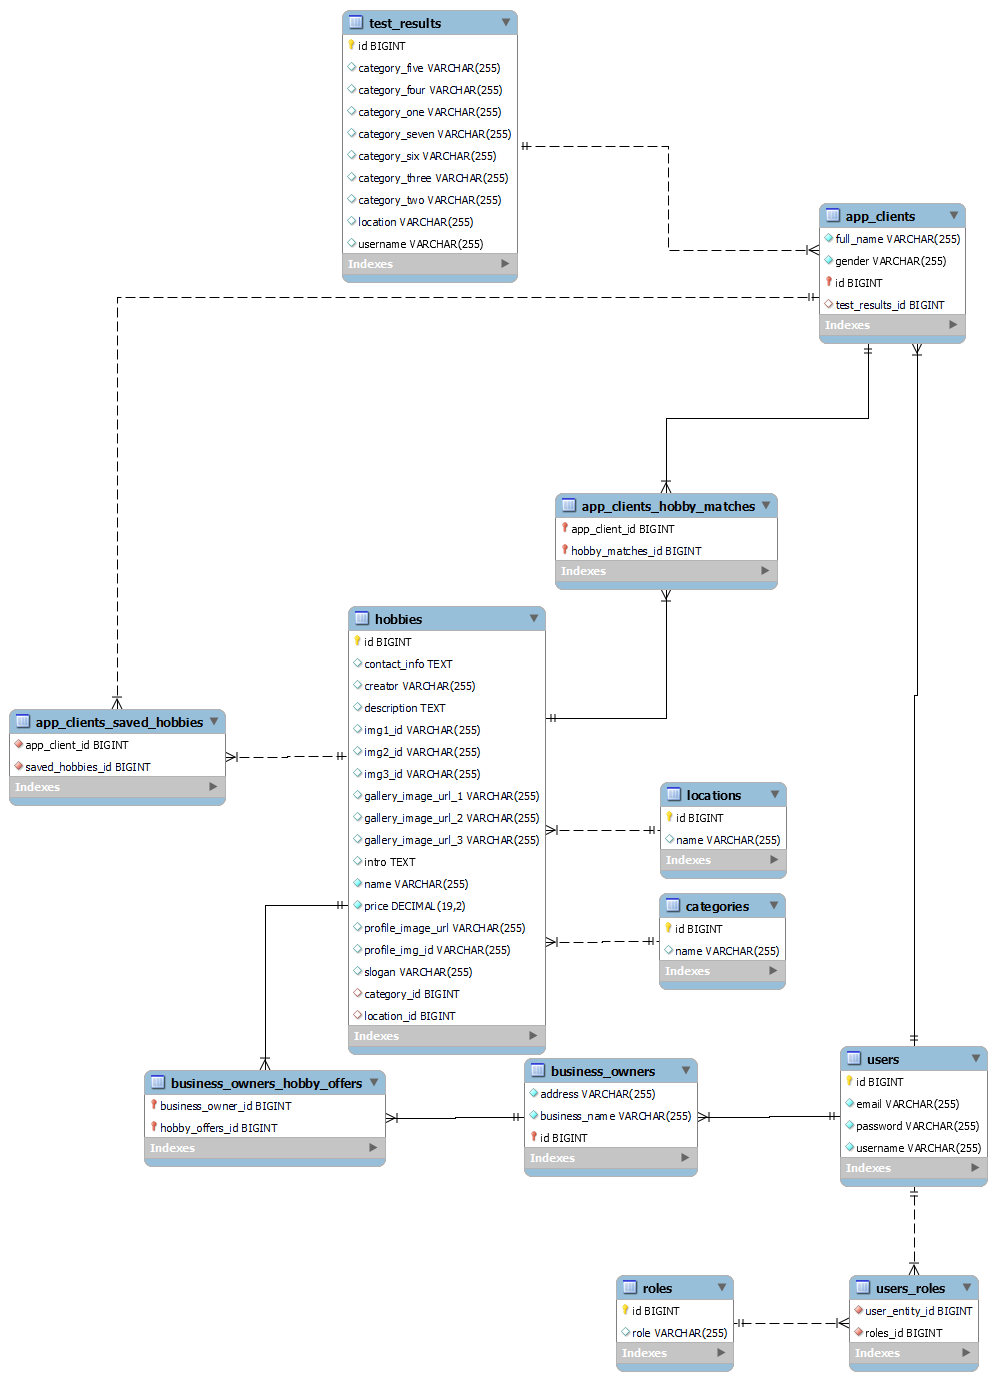 test_results
id BIGINT
category_five VARCHAR(255)
category_four VARCHAR(255)
category_one VARCHAR(255)
category_seven VARCHAR(255)
category_six VARCHAR(255)
category_three VARCHAR(255)
category_two VARCHAR(255)
location VARCHAR(255)
username VARCHAR(255)
Indexes
app_clients
full_name VARCHAR(255)
gender VARCHAR(255)
id BIGINT
test_results_id BIGINT
Indexes
app_clients_hobby_matches
app_client_id BIGINT
hobby_matches_id BIGINT
Indexes
hobbies
id BIGINT
contact_info TEXT
creator VARCHAR(255)
description TEXT
img1_id VARCHAR(255)
img2_id VARCHAR(255)
img3_id VARCHAR(255)
gallery_image_url_1 VARCHAR(255)
gallery_image_url_2 VARCHAR(255)
gallery_image_url_3 VARCHAR(255)
intro TEXT
name VARCHAR(255)
price DECIMAL(19,2)
profile_image_url VARCHAR(255)
profile_img_id VARCHAR(255)
slogan VARCHAR(255)
category_id BIGINT
location_id BIGINT
Indexes
app_clients_saved_hobbies
app_client_id BIGINT
saved_hobbies_id BIGINT
Indexes
locations
id BIGINT
name VARCHAR(255)
Indexes
categories
id BIGINT
name VARCHAR(255)
Indexes
business_owners_hobby_offers
business_owner_id BIGINT
hobby_offers_id BIGINT
Indexes
business_owners
address VARCHAR(255)
business_name VARCHAR(255)
id BIGINT
Indexes
users
id BIGINT
email VARCHAR(255)
password VARCHAR(255)
username VARCHAR(255)
Indexes
roles
id BIGINT
role VARCHAR(255)
Indexes
users_roles
user_entity_id BIGINT
roles_id BIGINT
Indexes